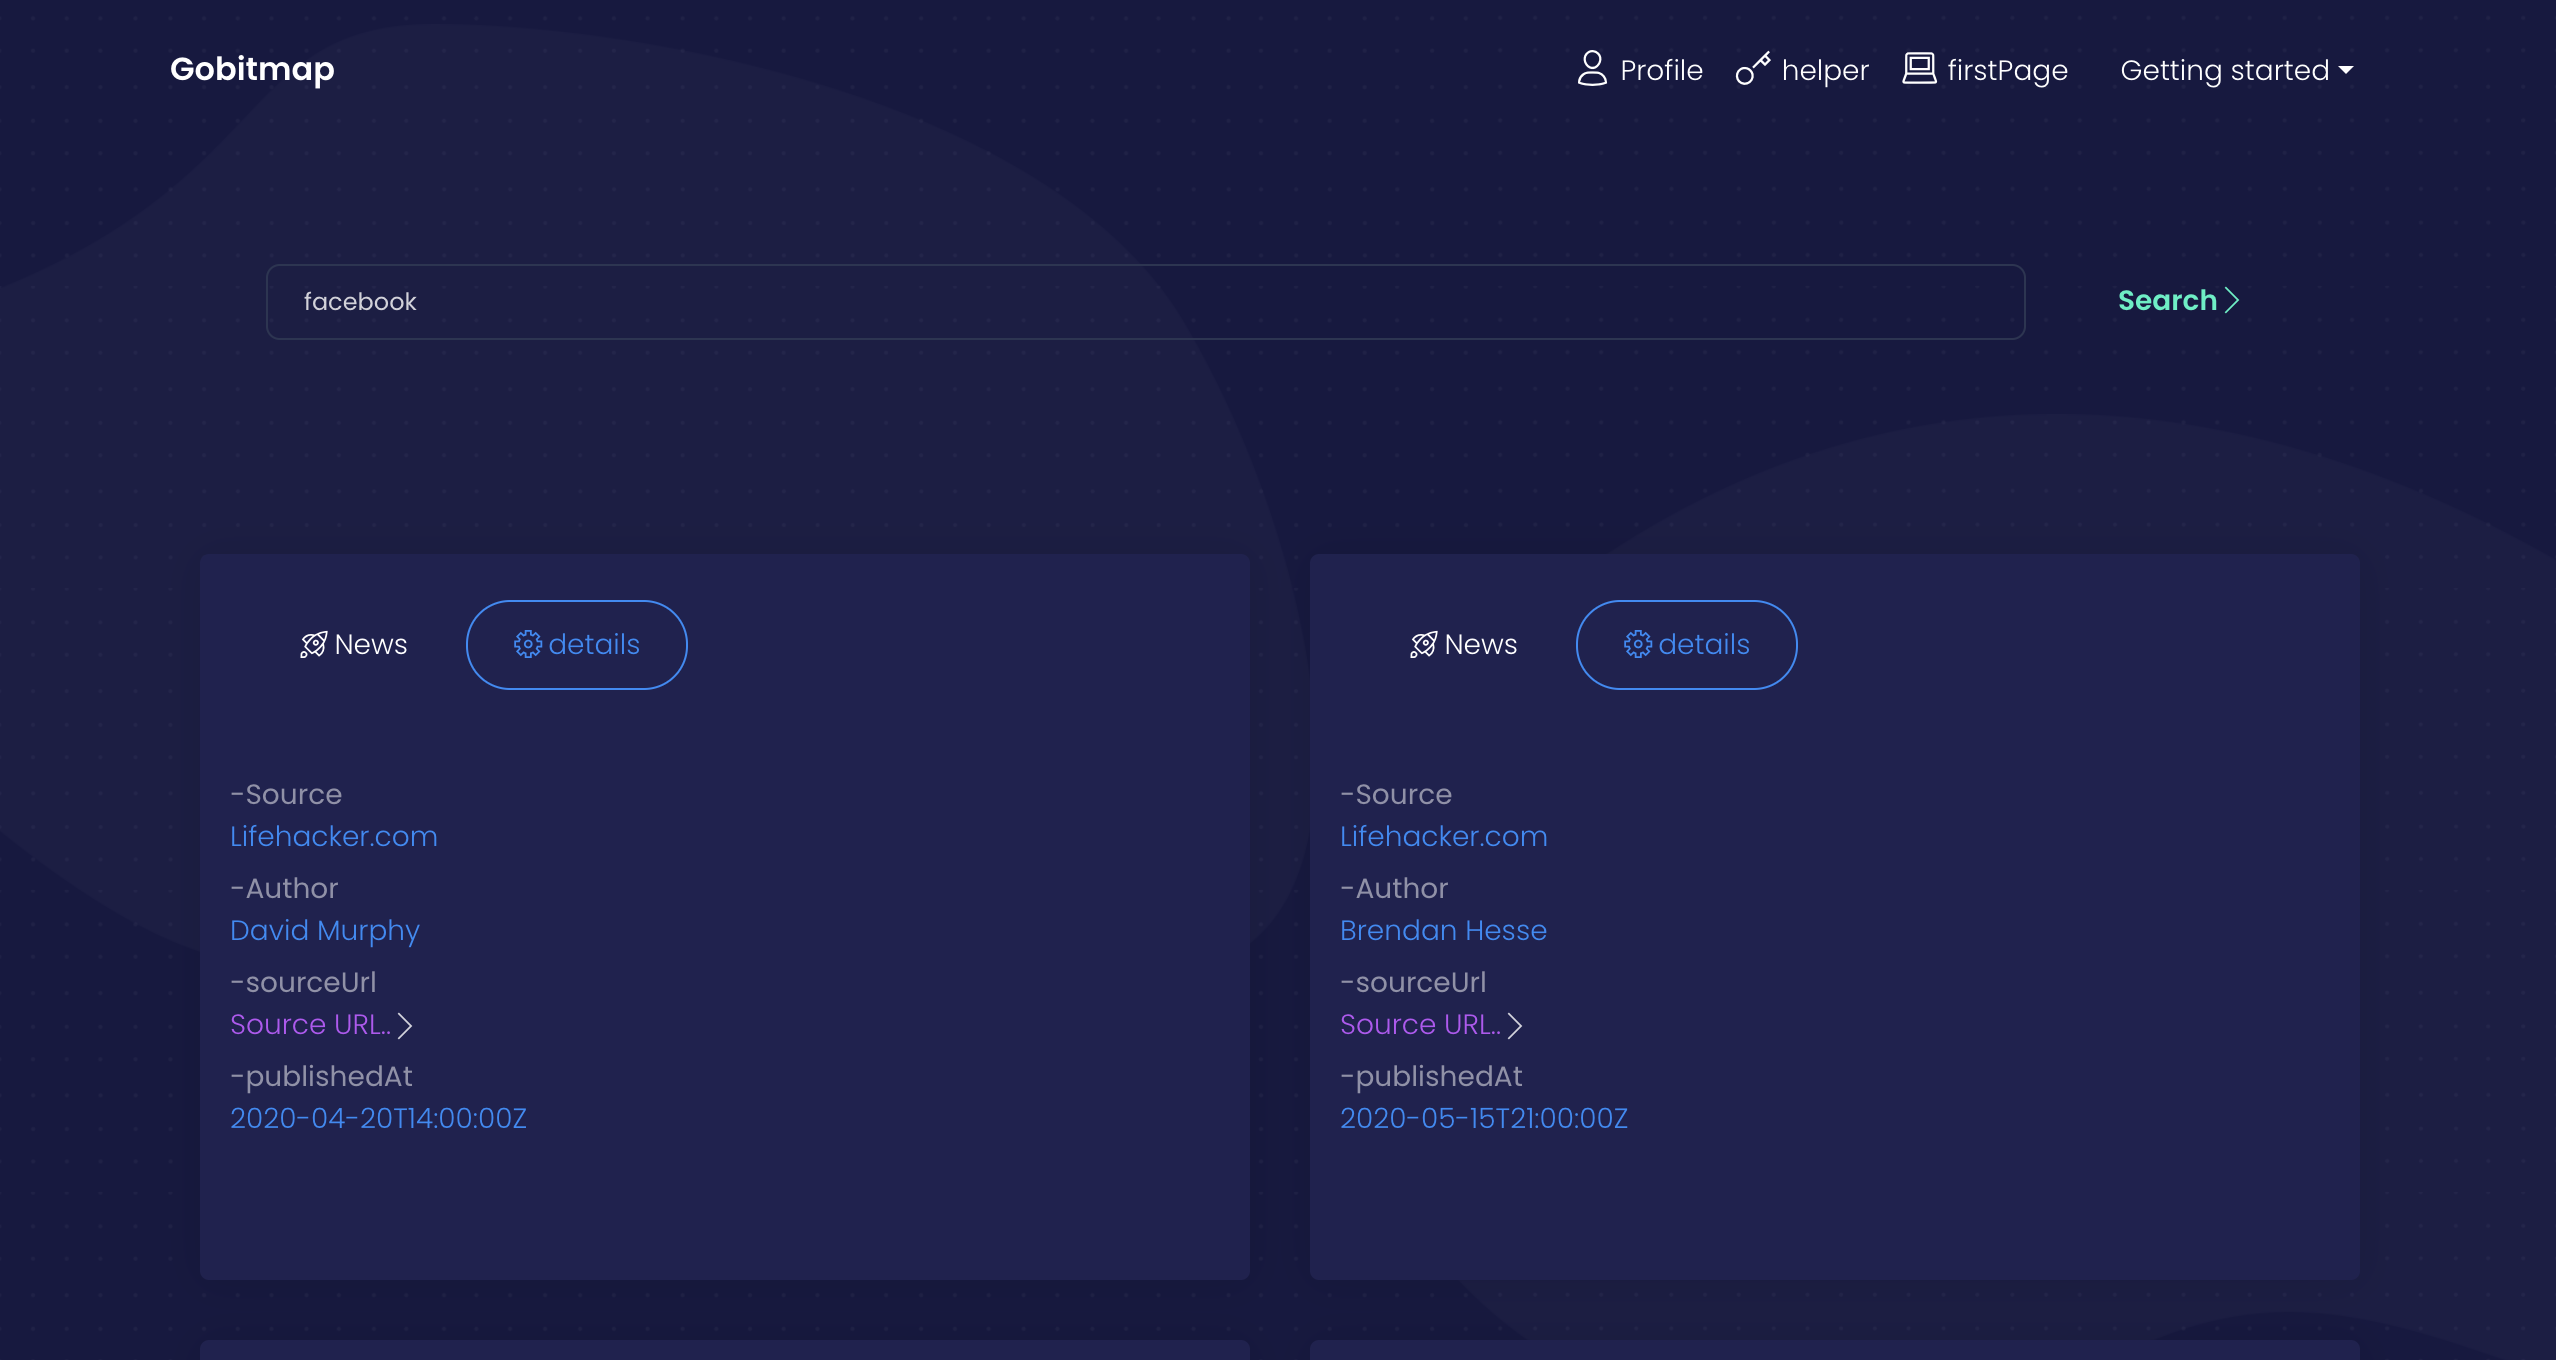 Gobitmap
Profile helper firstPage Getting started
facebook
Search
News details
-Source
Lifehacker.com
-Author
David Murphy
-sourceUrl
Source URL..
-publishedAt
2020-04-20T14:00:00Z
News details
-Source
Lifehacker.com
-Author
Brendan Hesse
-sourceUrl
Source URL..
-publishedAt
2020-05-15T21:00:00Z